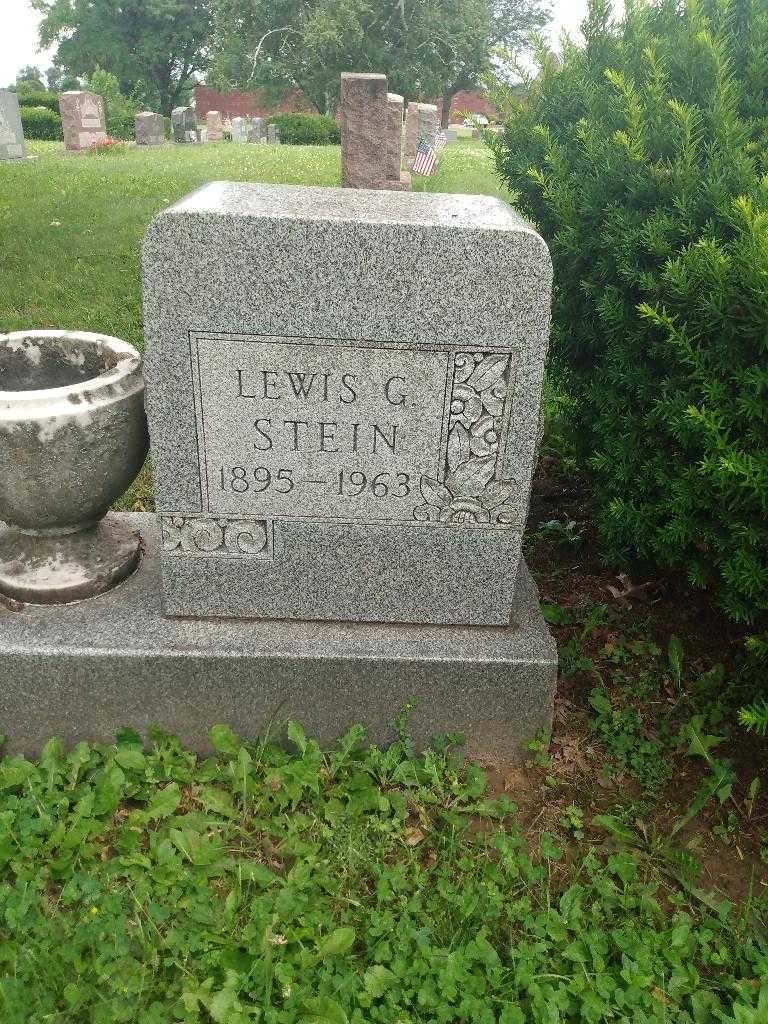 LEWIS G.
STEIN
1895 — 1963